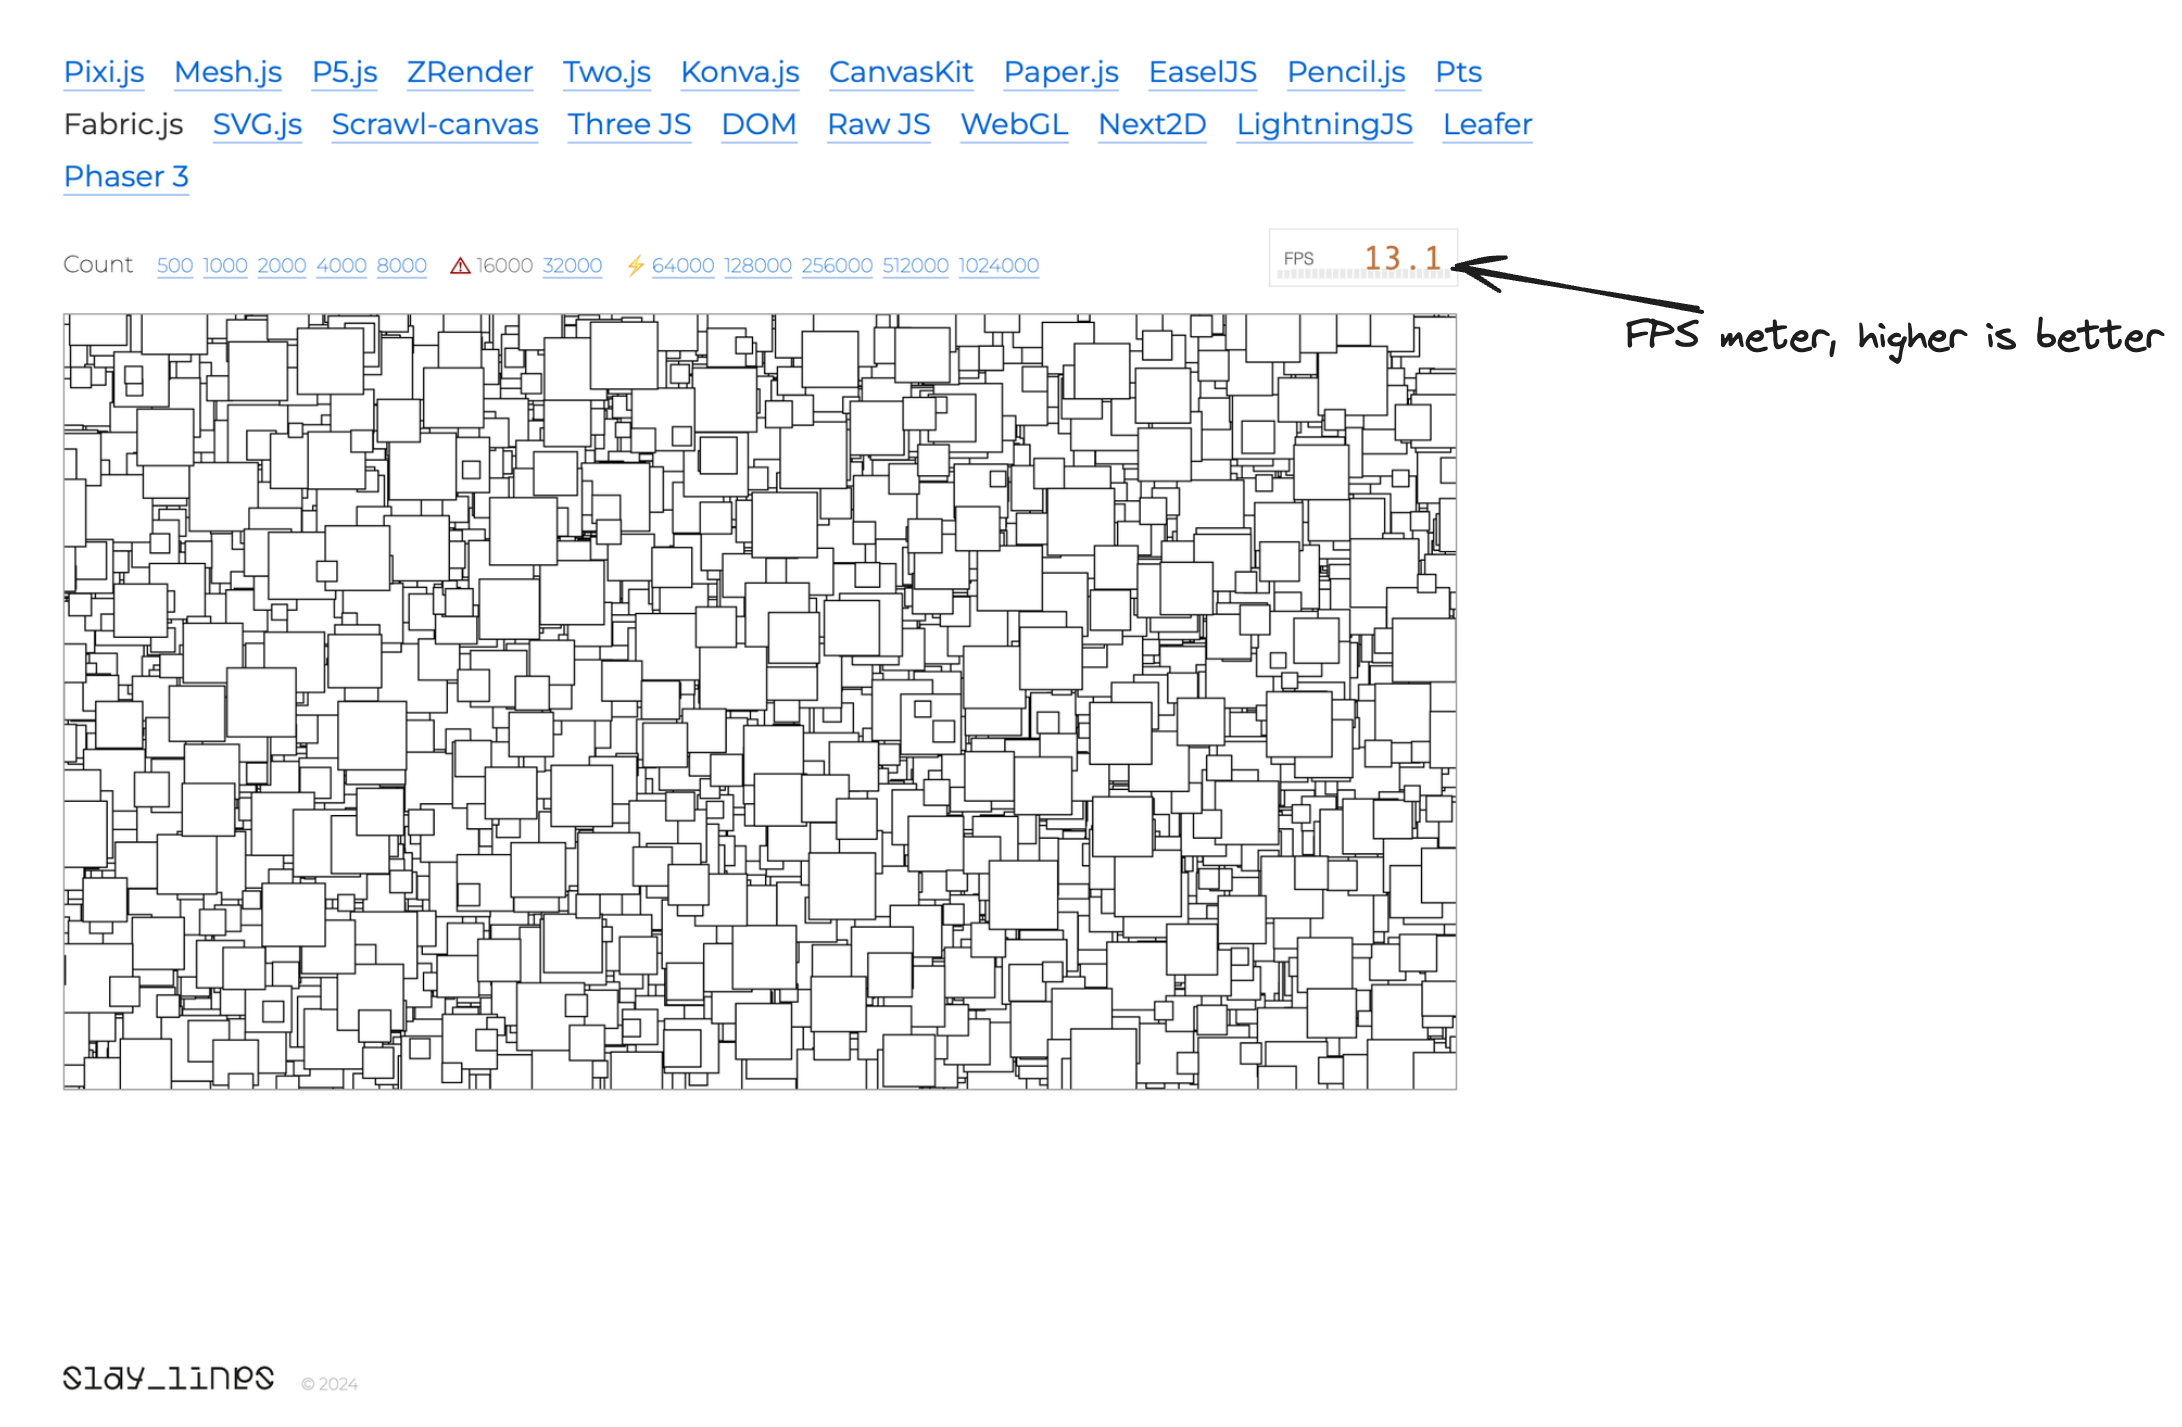 Pixi.js Mesh.js P5.js ZRender Two.js Konva.js CanvasKit Paper.js EaselJS Pencil.js Pts
Fabric.js SVG.js Scrawl-canvas Three JS DOM Raw JS WebGL Next2D LightningJS Leafer
Phaser 3
Count 500 1000 2000 4000 8000 ⚠ 16000 32000 ⚡ 64000 128000 256000 512000 1024000
FPS 13.1
FPS meter, higher is better
slay_lines © 2024